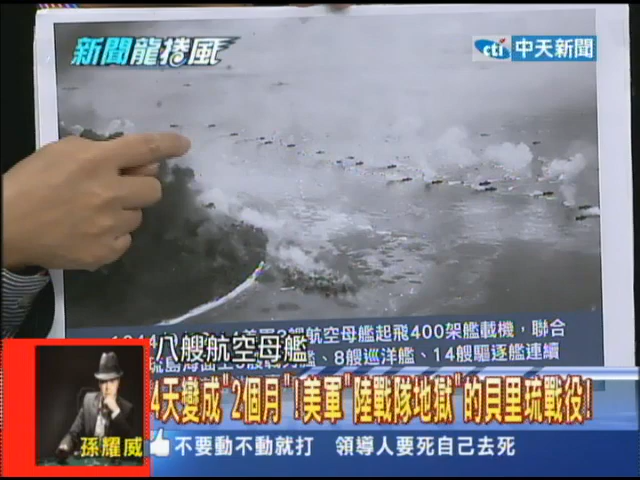 新聞龍捲風
cti 中天新聞
航空母艦起飛400架艦載機，聯合
艦、8艘巡洋艦、14艘驅逐艦連續
八艘航空母艦
4天變成"2個月"!美軍"陸戰隊地獄"的貝里琉戰役!
孫耀威
不要動不動就打 領導人要死自己去死